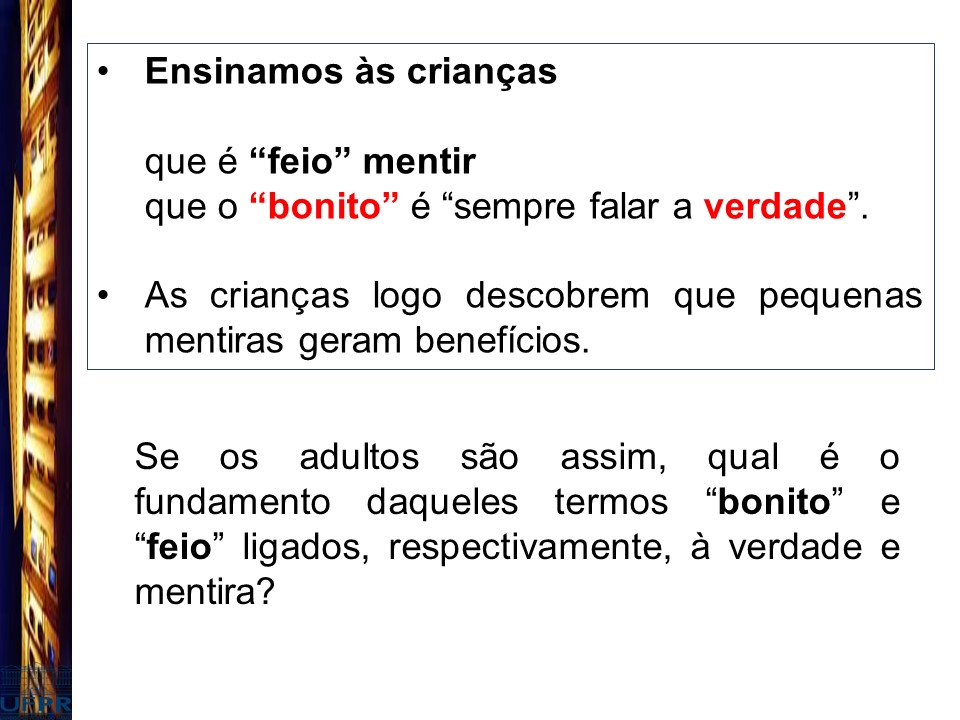 • Ensinamos às crianças
que é “feio” mentir
que o “bonito” é “sempre falar a verdade”.
• As crianças logo descobrem que pequenas
mentiras geram benefícios.
Se os adultos são assim, qual é o
fundamento daqueles termos “bonito” e
“feio” ligados, respectivamente, à verdade e
mentira?
UFPR